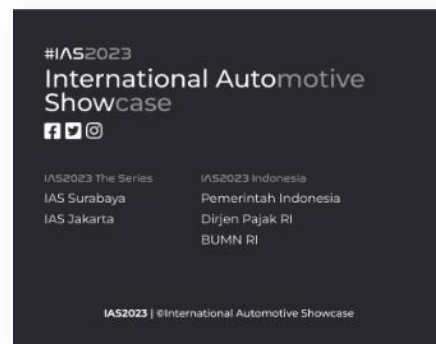 #IAS2023
International Automotive
Showcase
IAS2023 The Series
IAS Surabaya
IAS Jakarta
IAS2023 Indonesia
Pemerintah Indonesia
Dirjen Pajak RI
BUMN RI
IAS2023 | ©International Automotive Showcase